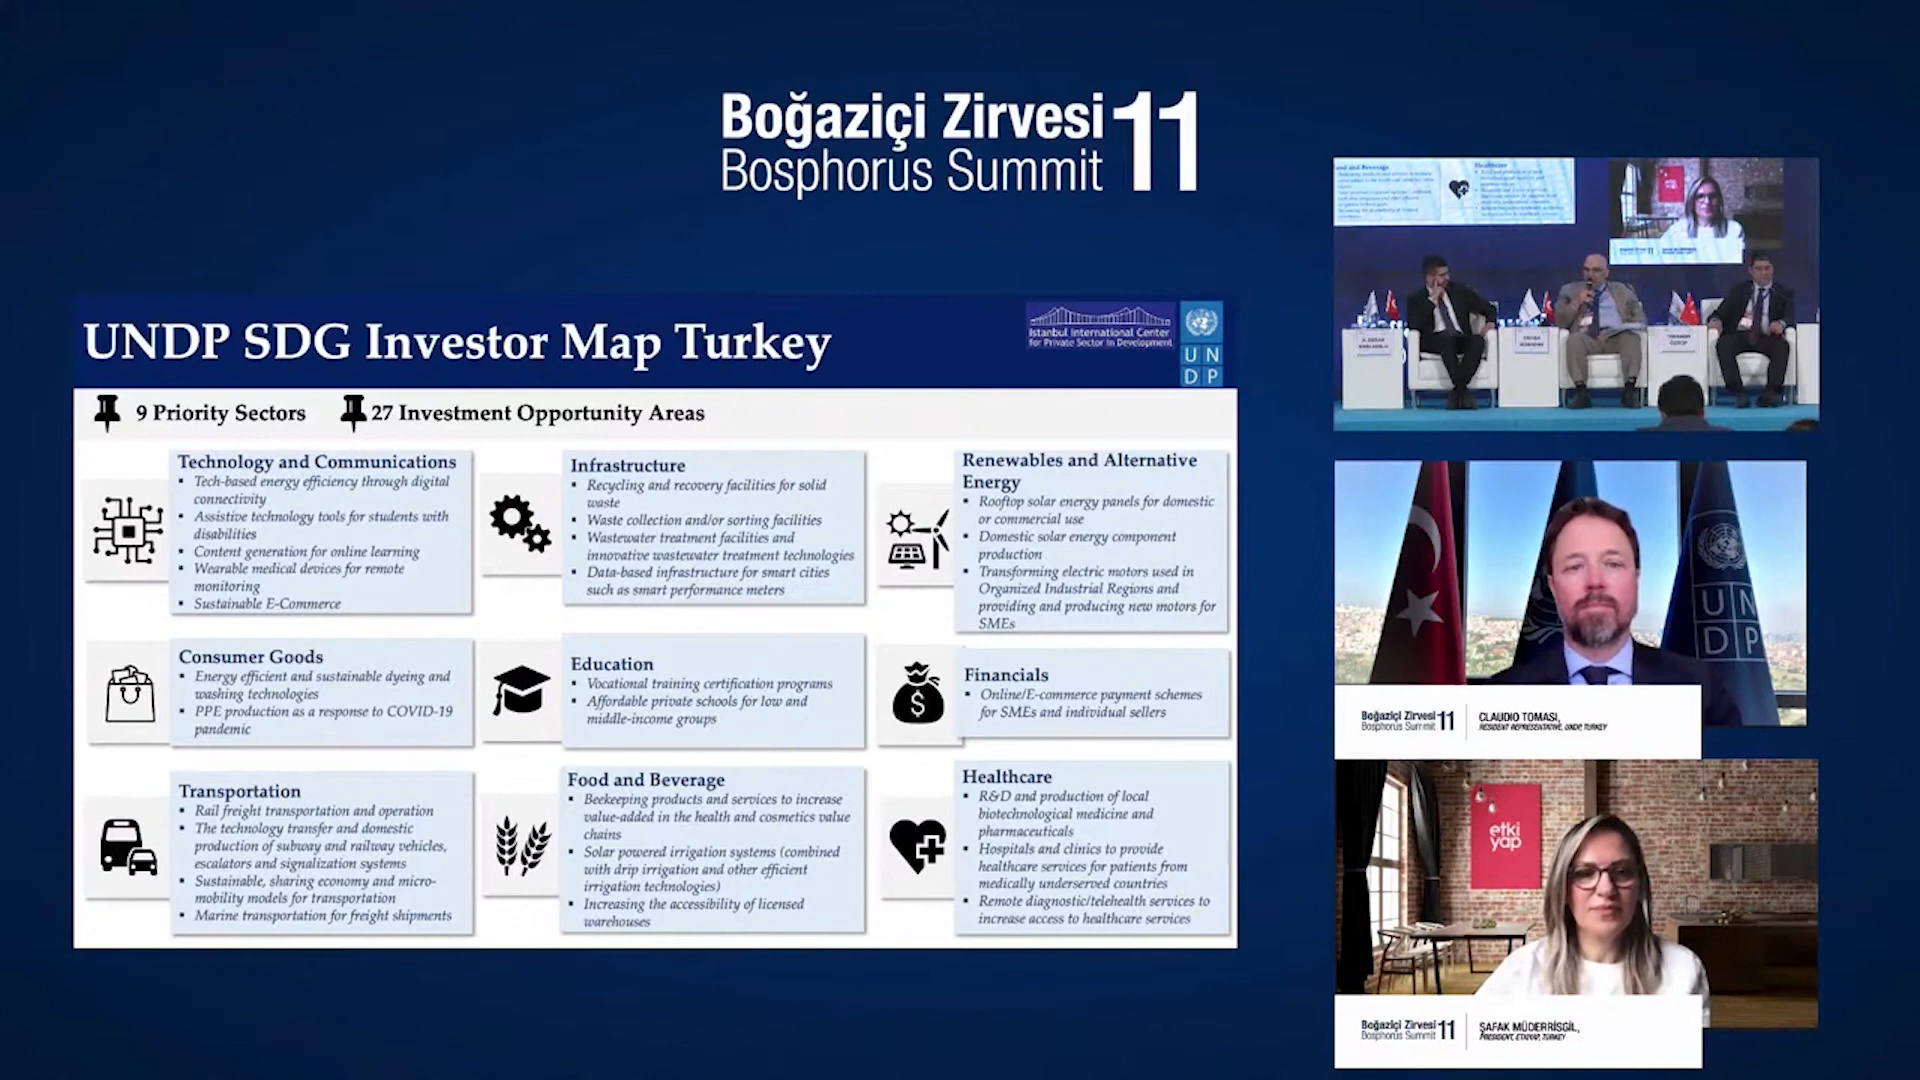 Boğaziçi Zirvesi 11
Bosphorus Summit
UNDP SDG Investor Map Turkey
Istanbul International Center
for Private Sector in Development
U N
D P
9 Priority Sectors
27 Investment Opportunity Areas
Technology and Communications
▪ Tech-based energy efficiency through digital
connectivity
▪ Assistive technology tools for students with
disabilities
▪ Content generation for online learning
▪ Wearable medical devices for remote
monitoring
▪ Sustainable E-Commerce
Infrastructure
▪ Recycling and recovery facilities for solid
waste
▪ Waste collection and/or sorting facilities
▪ Wastewater treatment facilities and
innovative wastewater treatment technologies
▪ Data-based infrastructure for smart cities
such as smart performance meters
Renewables and Alternative
Energy
▪ Rooftop solar energy panels for domestic
or commercial use
▪ Domestic solar energy component
production
▪ Transforming electric motors used in
Organized Industrial Regions and
providing and producing new motors for
SMEs
Consumer Goods
▪ Energy efficient and sustainable dyeing and
washing technologies
▪ PPE production as a response to COVID-19
pandemic
Education
▪ Vocational training certification programs
▪ Affordable private schools for low and
middle-income groups
Financials
▪ Online/E-commerce payment schemes
for SMEs and individual sellers
Transportation
▪ Rail freight transportation and operation
▪ The technology transfer and domestic
production of subway and railway vehicles,
escalators and signalization systems
▪ Sustainable, sharing economy and micro-
mobility models for transportation
▪ Marine transportation for freight shipments
Food and Beverage
▪ Beekeeping products and services to increase
value-added in the health and cosmetics value
chains
▪ Solar powered irrigation systems (combined
with drip irrigation and other efficient
irrigation technologies)
▪ Increasing the accessibility of licensed
warehouses
Healthcare
▪ R&D and production of local
biotechnological medicine and
pharmaceuticals
▪ Hospitals and clinics to provide
healthcare services for patients from
medically underserved countries
▪ Remote diagnostic/telehealth services to
increase access to healthcare services
Healthcare
U N
D P
Boğaziçi Zirvesi 11
Bosphorus Summit
CLAUDIO TOMASI,
RESIDENT REPRESENTATIVE, UNDP, TURKEY
etki
yap
Boğaziçi Zirvesi 11
Bosphorus Summit
ŞAFAK MÜDERRİSGİL,
PRESIDENT, ETKİYAP, TURKEY